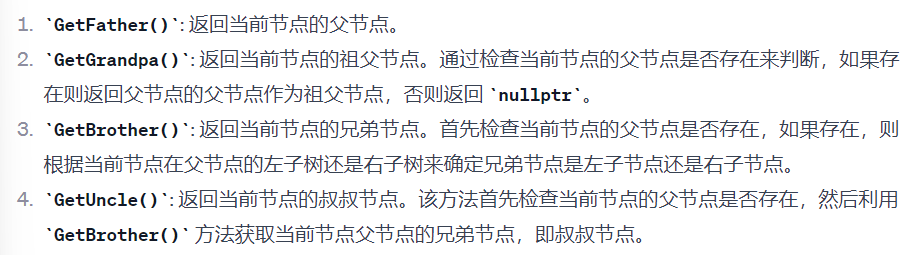 1. `GetFather()`: 返回当前节点的父节点。
2. `GetGrandpa()`: 返回当前节点的祖父节点。通过检查当前节点的父节点是否存在来判断，如果存
在则返回父节点的父节点作为祖父节点，否则返回 `nullptr`。
3. `GetBrother()`: 返回当前节点的兄弟节点。首先检查当前节点的父节点是否存在，如果存在，则
根据当前节点在父节点的左子树还是右子树来确定兄弟节点是左子节点还是右子节点。
4. `GetUncle()`: 返回当前节点的叔叔节点。该方法首先检查当前节点的父节点是否存在，然后利用
`GetBrother()` 方法获取当前节点父节点的兄弟节点，即叔叔节点。